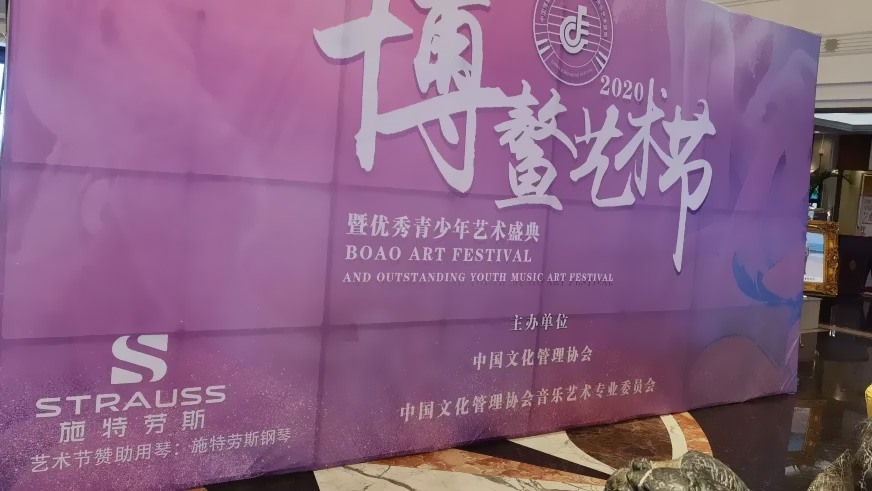 2020
博鳌艺术节
暨优秀青少年艺术盛典
BOAO ART FESTIVAL
AND OUTSTANDING YOUTH MUSIC ART FESTIVAL
主办单位
中国文化管理协会
中国文化管理协会音乐艺术专业委员会
STRAUSS
施特劳斯
艺术节赞助用琴：施特劳斯钢琴